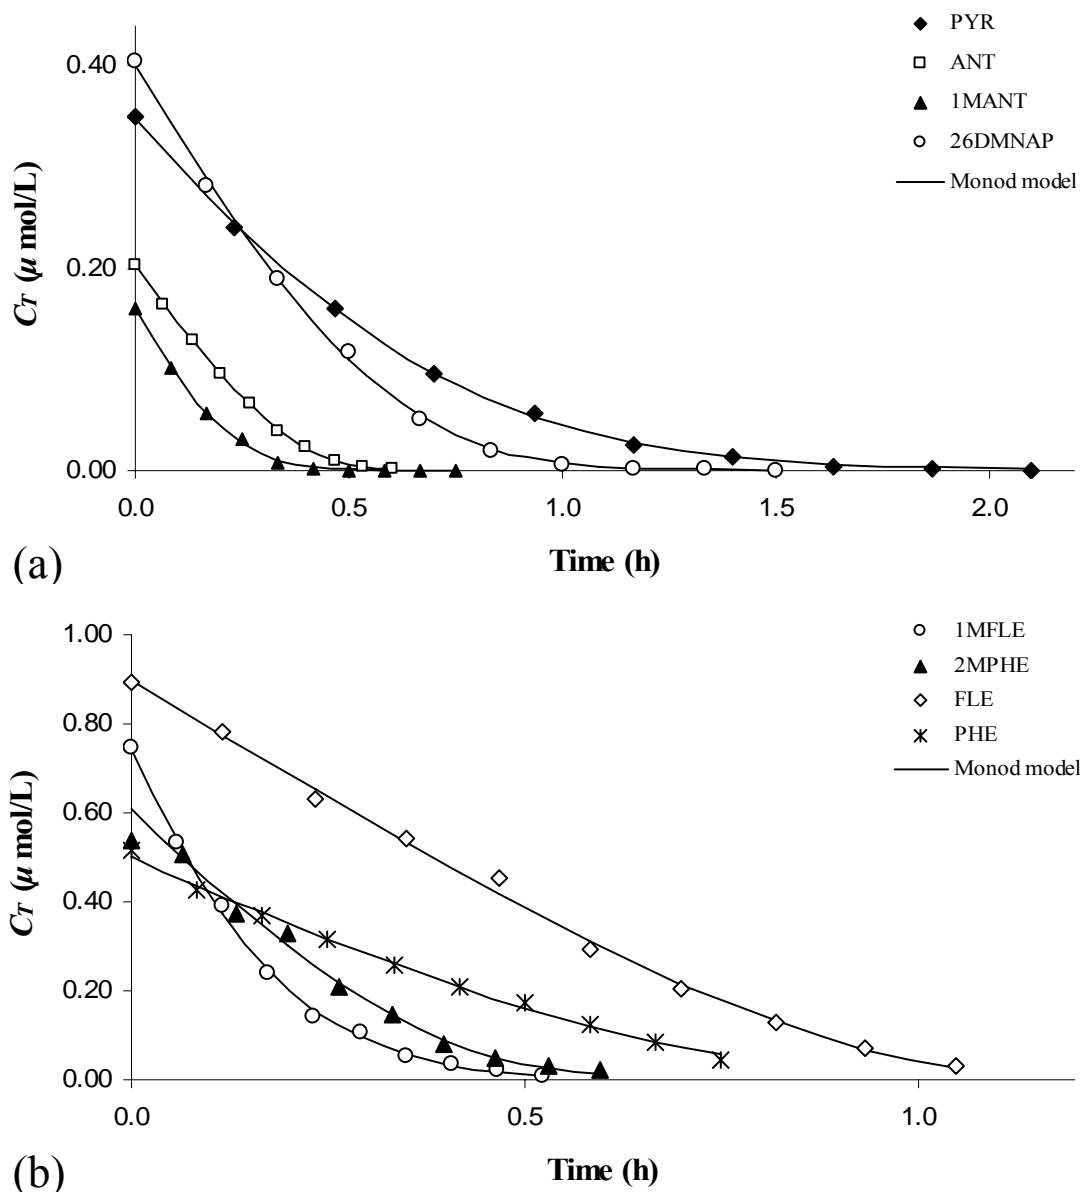 PYR
ANT
1MANT
26DMNAP
Monod model
0.40
0.20
0.00
C_T (μ mol/L)
0.0 0.5 1.0 1.5 2.0
Time (h)
(a)
1MFLE
2MPHE
FLE
PHE
Monod model
1.00
0.80
0.60
0.40
0.20
0.00
C_T (μ mol/L)
0.0 0.5 1.0
Time (h)
(b)